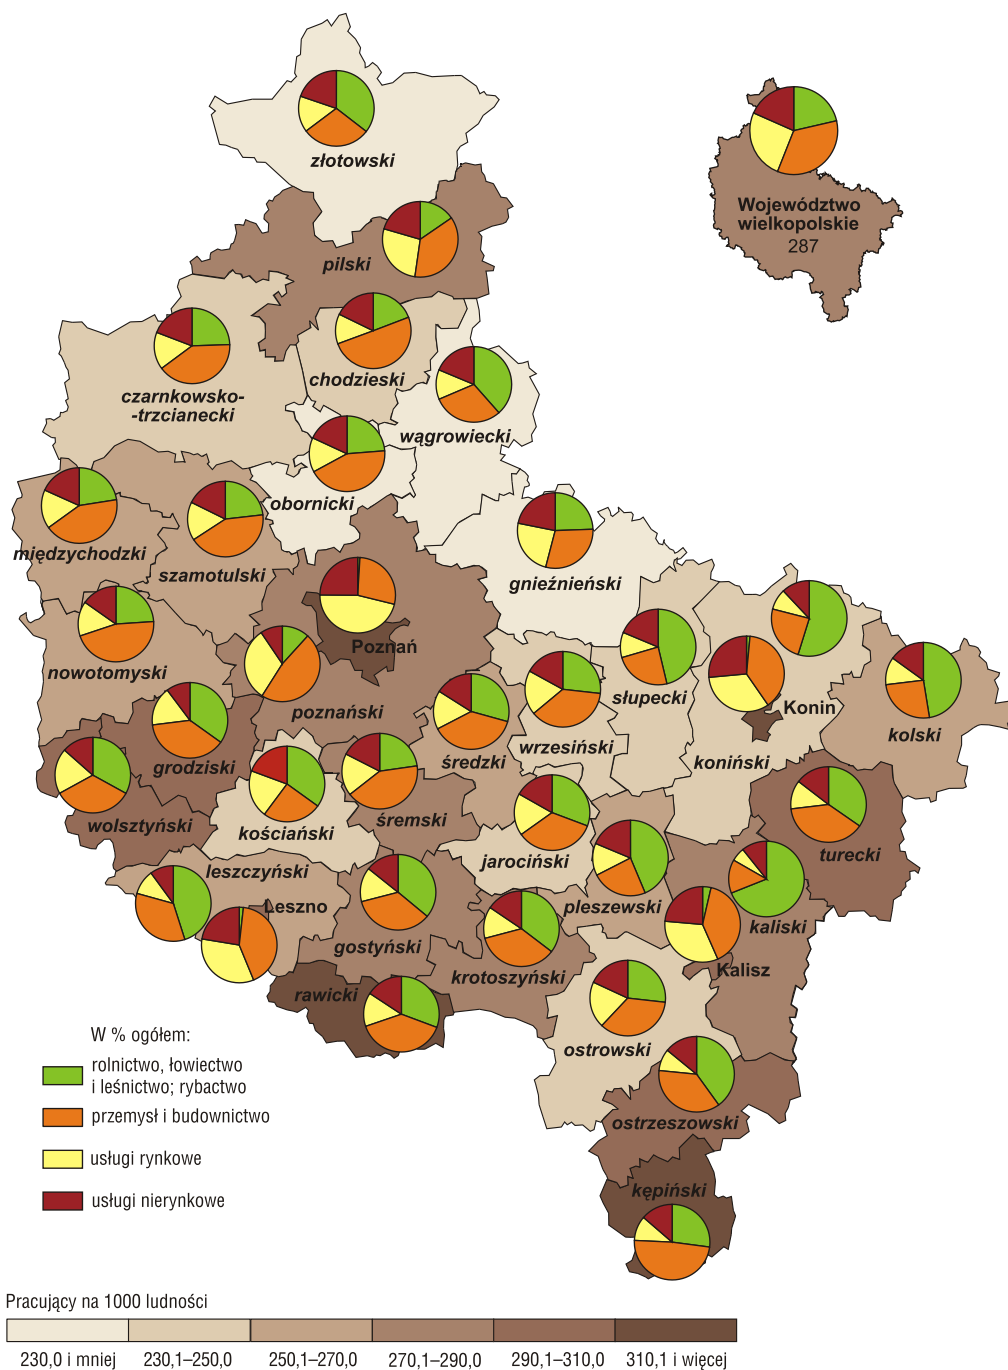 złotowski
Województwo
wielkopolskie
287
pilski
chodzieski
czarnkowsko-
-trzcianecki
wągrowiecki
obornicki
międzychodzki
szamotulski
gnieźnieński
nowotomyski
Poznań
słupecki
poznański
Konin
kolski
grodziski
średzki
wrzesiński
koniński
wolsztyński
kościański
śremski
jarociński
turecki
leszczyński
Leszno
pleszewski
kaliski
gostyński
krotoszyński
Kalisz
rawicki
ostrowski
W % ogółem:
rolnictwo, łowiectwo
i leśnictwo; rybactwo
przemysł i budownictwo
ostrzeszowski
usługi rynkowe
usługi nierynkowe
kępiński
Pracujący na 1000 ludności
230,0 i mniej 230,1–250,0 250,1–270,0 270,1–290,0 290,1–310,0 310,1 i więcej